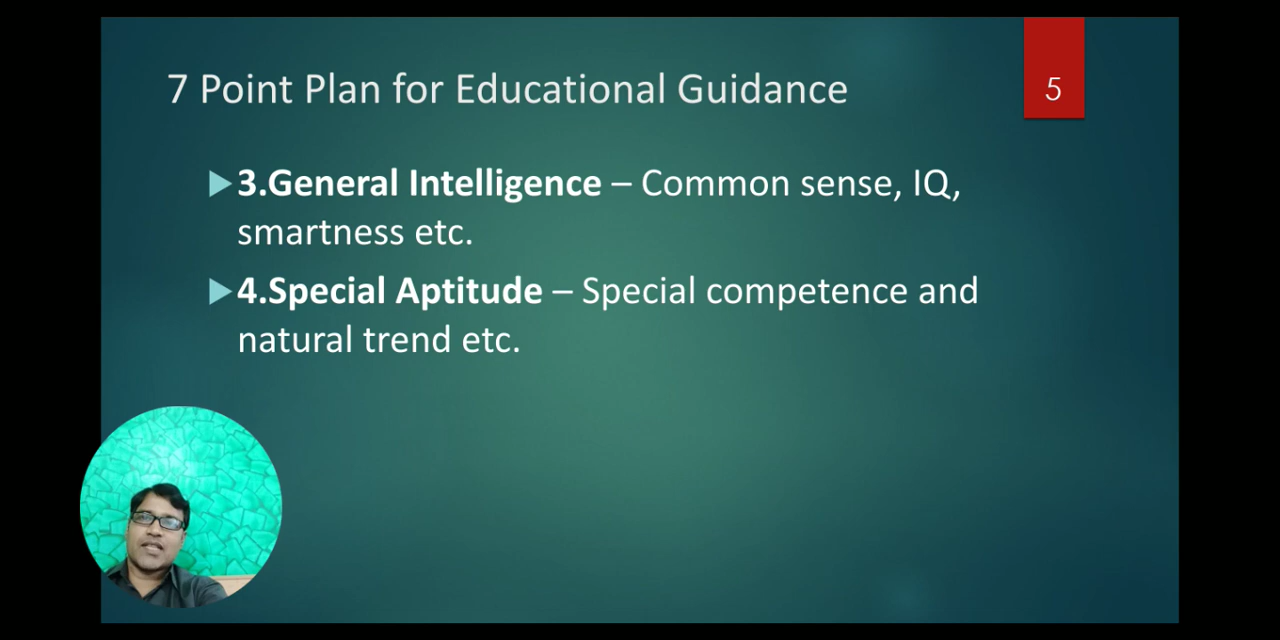 7 Point Plan for Educational Guidance
5
3.General Intelligence – Common sense, IQ,
smartness etc.
4.Special Aptitude – Special competence and
natural trend etc.